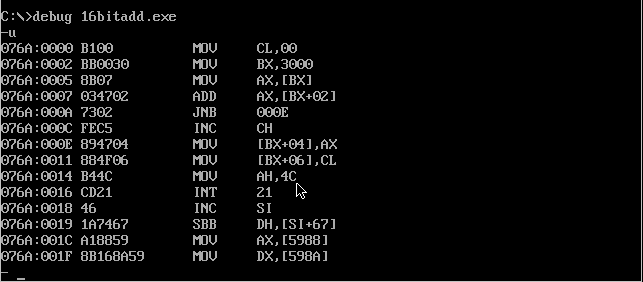 C:\>debug 16bitadd.exe
-u
076A:0000 B100 MOV CL,00
076A:0002 BB0030 MOV BX,3000
076A:0005 8B07 MOV AX,[BX]
076A:0007 034702 ADD AX,[BX+02]
076A:000A 7302 JNB 000E
076A:000C FEC5 INC CH
076A:000E 894704 MOV [BX+04],AX
076A:0011 884F06 MOV [BX+06],CL
076A:0014 B44C MOV AH,4C
076A:0016 CD21 INT 21
076A:0018 46 INC SI
076A:0019 1A7467 SBB DH,[SI+67]
076A:001C A18859 MOV AX,[5988]
076A:001F 8B168A59 MOV DX,[598A]
- _